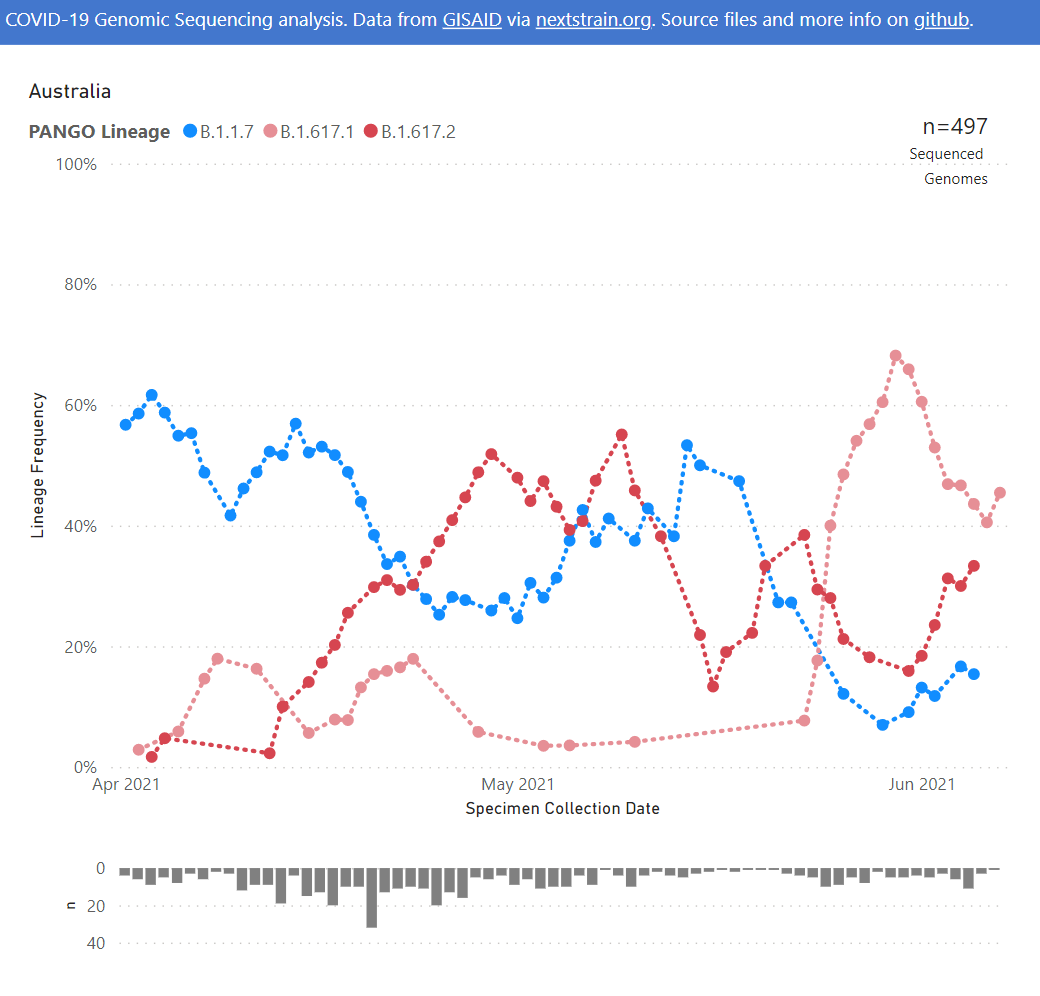 COVID-19 Genomic Sequencing analysis. Data from GISAID via nextstrain.org. Source files and more info on github.
Australia
PANGO Lineage B.1.1.7 B.1.617.1 B.1.617.2
n=497
Sequenced
Genomes
100%
80%
60%
40%
20%
0%
Lineage Frequency
Apr 2021 May 2021 Jun 2021
Specimen Collection Date
0
20
40
n